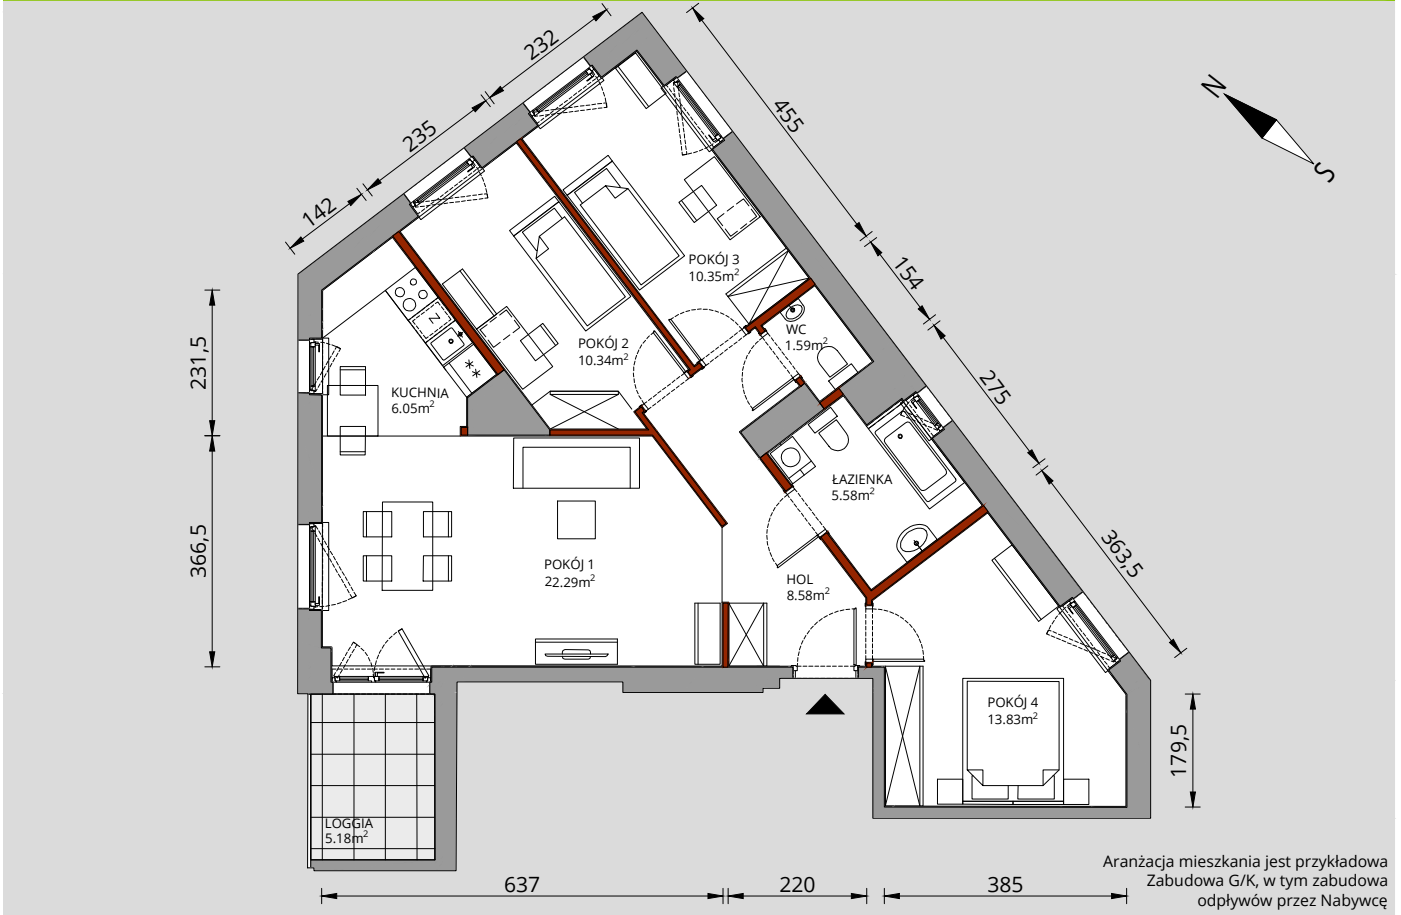 232
235
142
455
154
275
363,5
N
S
231,5
366,5
179,5
POKÓJ 3
10.35m²
WC
1.59m²
POKÓJ 2
10.34m²
Z
**
KUCHNIA
6.05m²
ŁAZIENKA
5.58m²
POKÓJ 1
22.29m²
HOL
8.58m²
POKÓJ 4
13.83m²
LOGGIA
5.18m²
637
220
385
Aranżacja mieszkania jest przykładowa
Zabudowa G/K, w tym zabudowa
odpływów przez Nabywcę